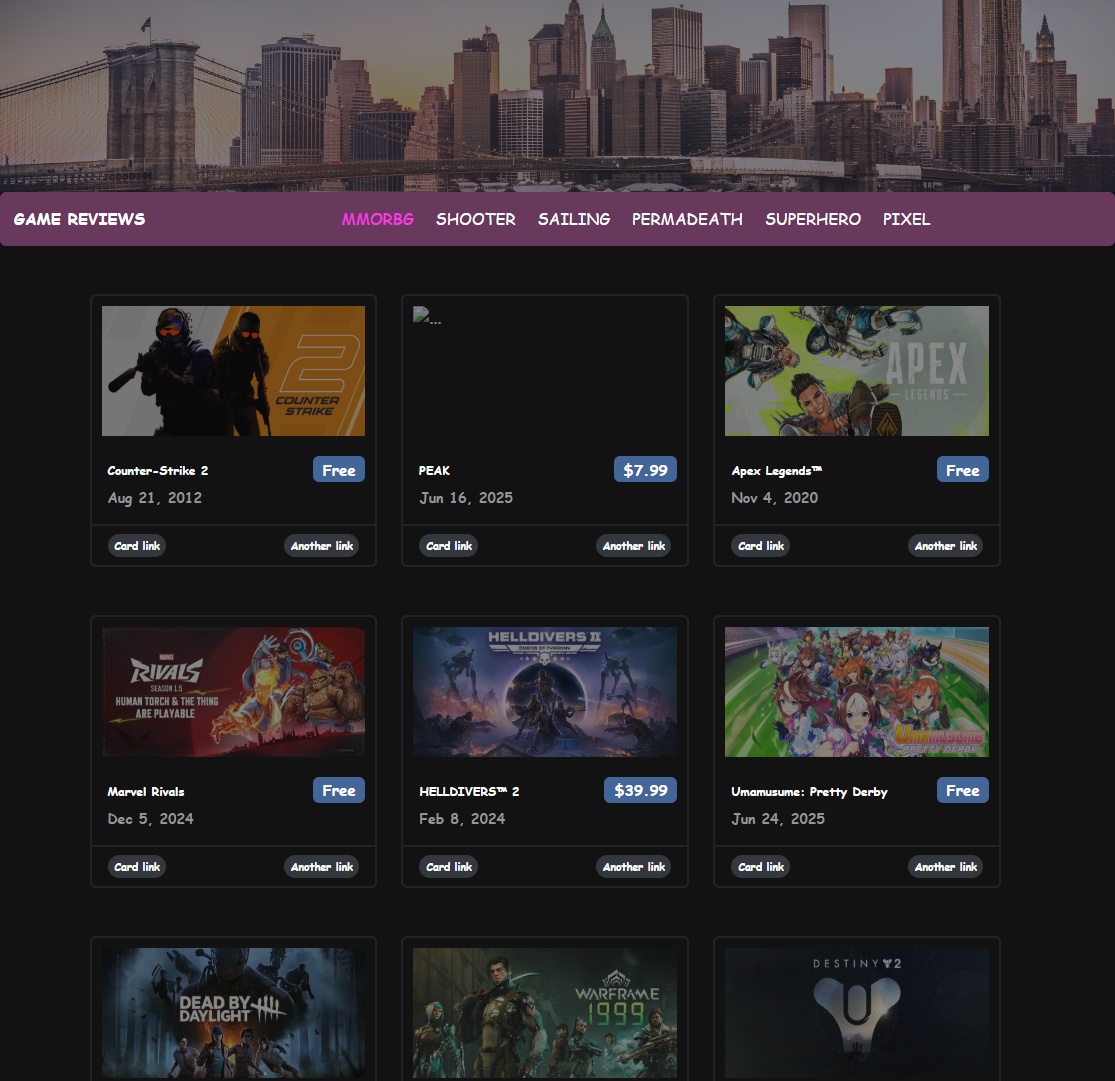 GAME REVIEWS MMORBG SHOOTER SAILING PERMADEATH SUPERHERO PIXEL
2
COUNTER
STRIKE
...
APEX
LEGENDS
Counter-Strike 2 Free
Aug 21, 2012
PEAK $7.99
Jun 16, 2025
Apex Legends™ Free
Nov 4, 2020
Card link Another link
Card link Another link
Card link Another link
MARVEL
RIVALS
SEASON 1.5
HUMAN TORCH & THE THING
ARE PLAYABLE
HELLDIVERS II
OMENS OF TYRANNY
Umamusume
PRETTY DERBY
Marvel Rivals Free
Dec 5, 2024
HELLDIVERS™ 2 $39.99
Feb 8, 2024
Umamusume: Pretty Derby Free
Jun 24, 2025
Card link Another link
Card link Another link
Card link Another link
DEAD BY
DAYLIGHT
WARFRAME
1999
DESTINY 2